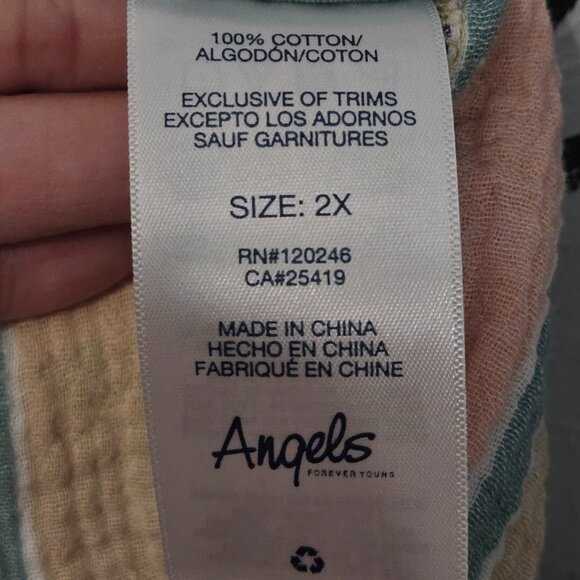 100% COTTON/
ALGODÓN/COTON
EXCLUSIVE OF TRIMS
EXCEPTO LOS ADORNOS
SAUF GARNITURES
SIZE: 2X
RN#120246
CA#25419
MADE IN CHINA
HECHO EN CHINA
FABRIQUÉ EN CHINE
Angels
FOREVER YOUNG